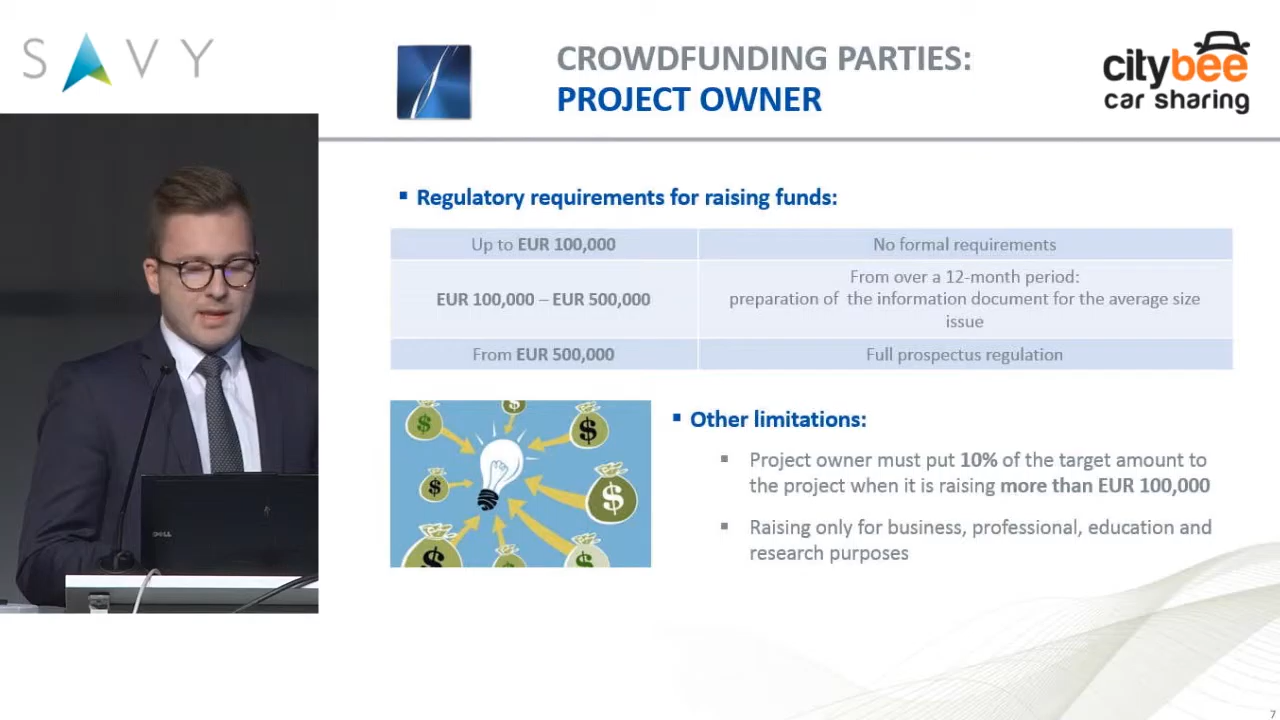 SAVY
CROWDFUNDING PARTIES:
PROJECT OWNER
citybee
car sharing
Regulatory requirements for raising funds:
Up to EUR 100,000
No formal requirements
EUR 100,000 – EUR 500,000
From over a 12-month period:
preparation of the information document for the average size
issue
From EUR 500,000
Full prospectus regulation
$
$
$
$
$
$
$
Other limitations:
Project owner must put 10% of the target amount to
the project when it is raising more than EUR 100,000
Raising only for business, professional, education and
research purposes
DELL
7